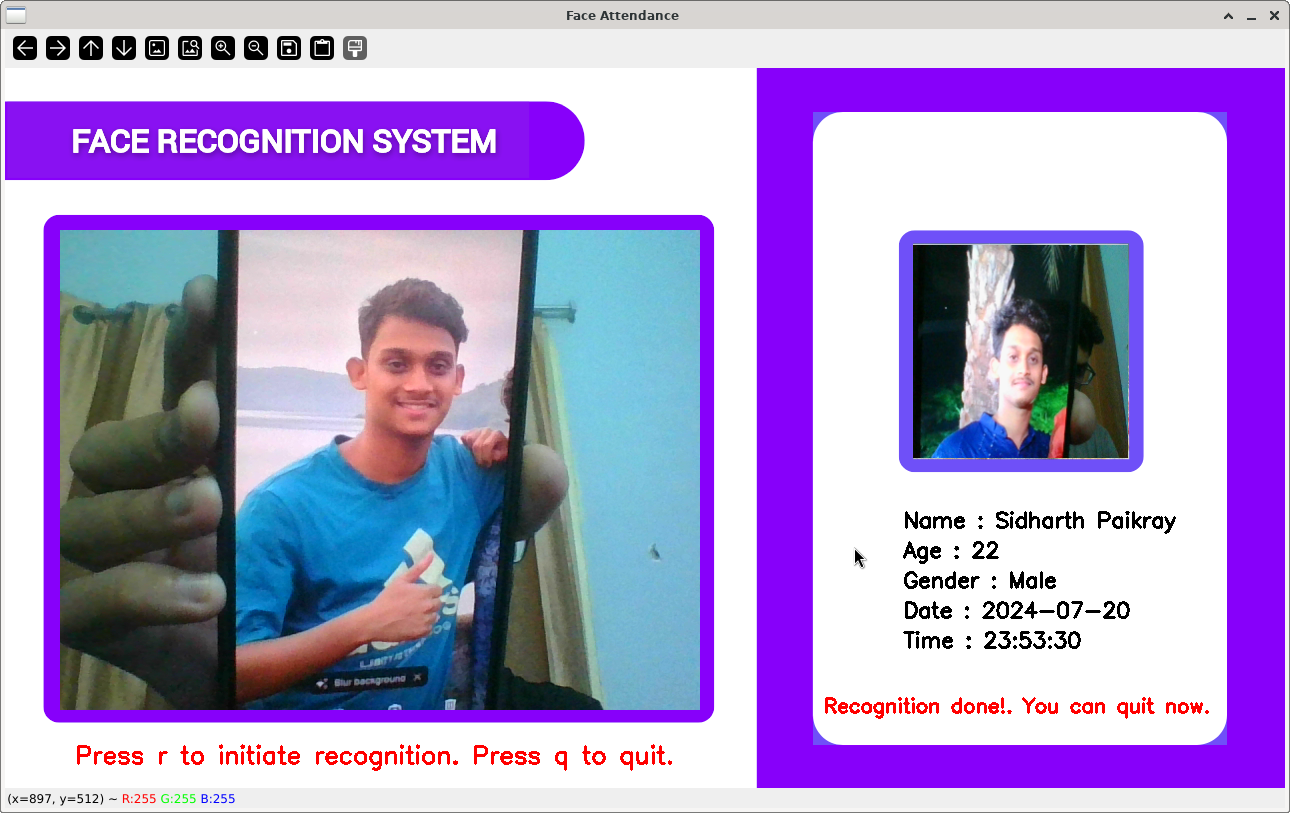 Face Attendance
FACE RECOGNITION SYSTEM
Blur background
Press r to initiate recognition. Press q to quit.
Name : Sidharth Paikray
Age : 22
Gender : Male
Date : 2024-07-20
Time : 23:53:30
Recognition done!. You can quit now.
(x=897, y=512) ~ R:255 G:255 B:255